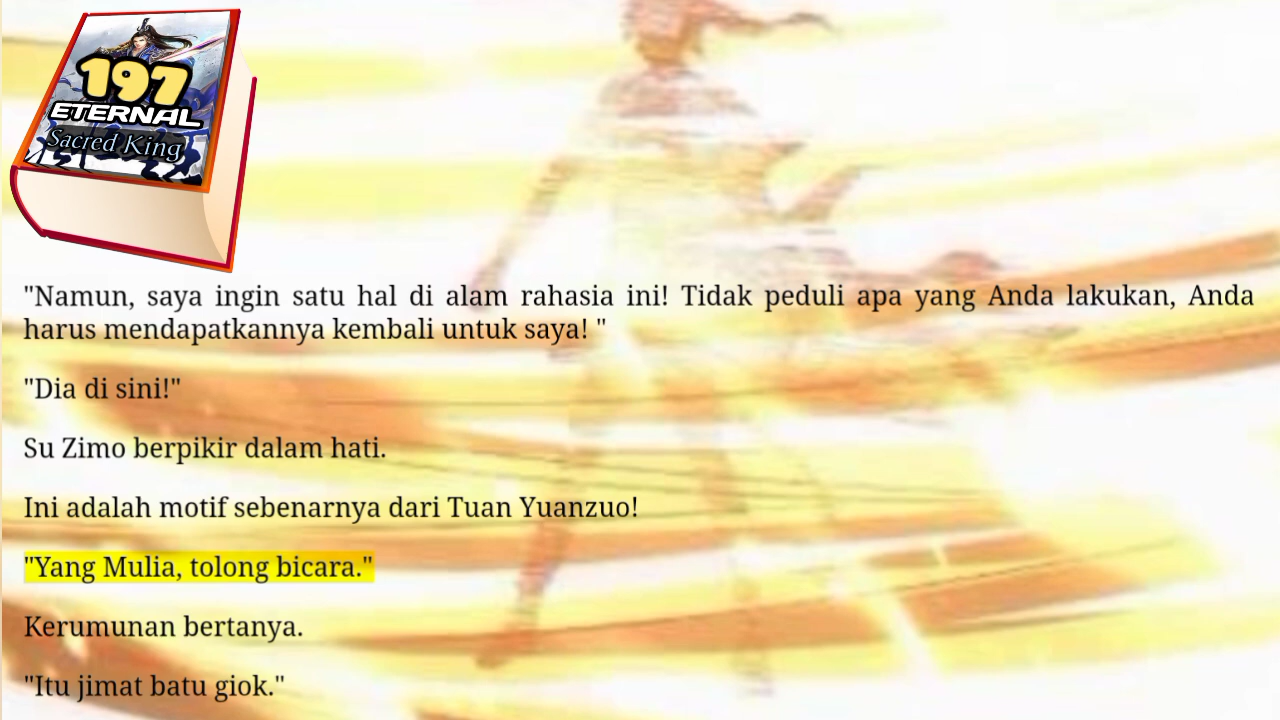 197
ETERNAL
Sacred King
"Namun, saya ingin satu hal di alam rahasia ini! Tidak peduli apa yang Anda lakukan, Anda
harus mendapatkannya kembali untuk saya! "
"Dia di sini!"
Su Zimo berpikir dalam hati.
Ini adalah motif sebenarnya dari Tuan Yuanzuo!
"Yang Mulia, tolong bicara."
Kerumunan bertanya.
"Itu jimat batu giok."